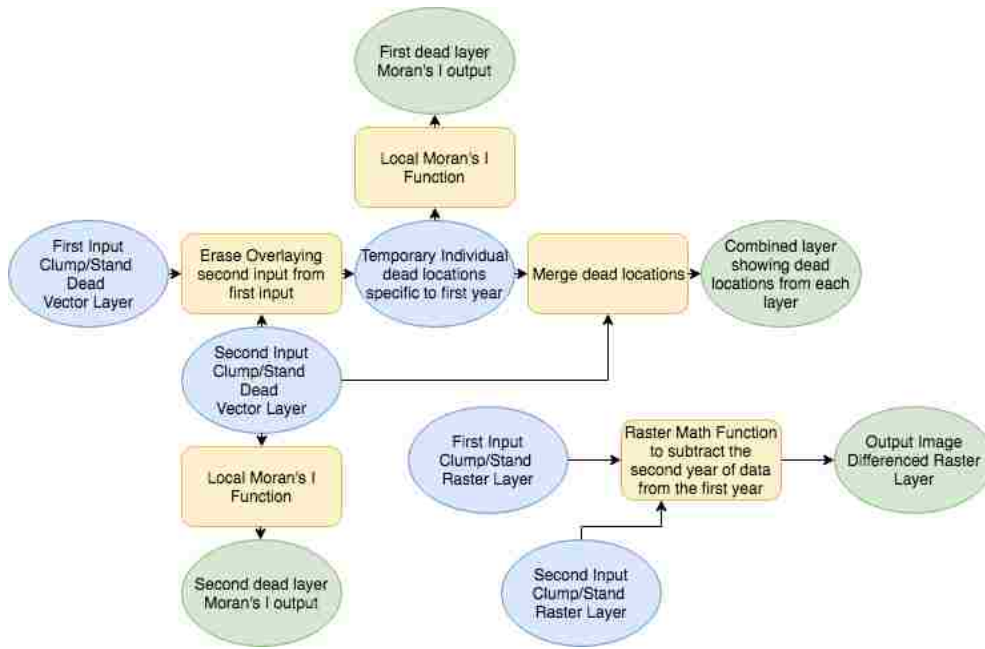 First dead layer
Moran's I output
Local Moran's I
Function
First Input
Clump/Stand
Dead
Vector Layer
Erase Overlaying
second input from
first input
Temporary Individual
dead locations
specific to first year
Merge dead locations
Combined layer
showing dead
locations from each
layer
Second Input
Clump/Stand
Dead
Vector Layer
First Input
Clump/Stand
Raster Layer
Raster Math Function
to subtract the
second year of data
from the first year
Output Image
Differenced Raster
Layer
Local Moran's I
Function
Second dead layer
Moran's I output
Second Input
Clump/Stand
Raster Layer